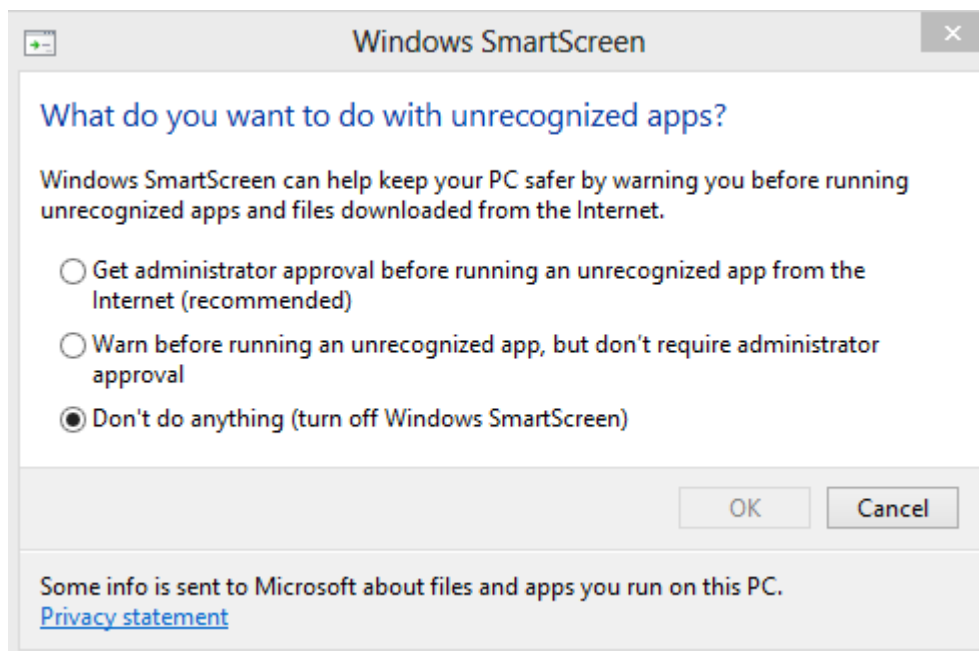 Windows SmartScreen
What do you want to do with unrecognized apps?
Windows SmartScreen can help keep your PC safer by warning you before running
unrecognized apps and files downloaded from the Internet.
Get administrator approval before running an unrecognized app from the
Internet (recommended)
Warn before running an unrecognized app, but don't require administrator
approval
Don't do anything (turn off Windows SmartScreen)
OK
Cancel
Some info is sent to Microsoft about files and apps you run on this PC.
Privacy statement